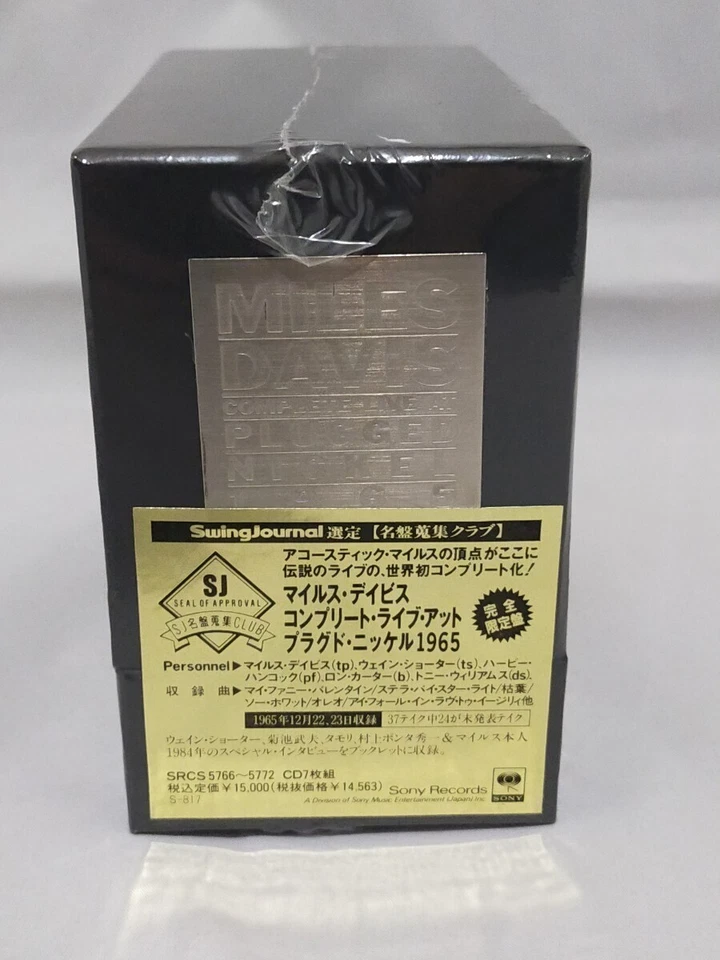 MILES
DAVIS
COMPLETE LIVE AT
PLUGGED
NICKEL
1965
SwingJournal 選定【名盤蒐集クラブ】
アコースティック・マイルスの頂点がここに
伝説のライブの、世界初コンプリート化!
SJ
SEAL OF APPROVAL
SJ名盤蒐集CLUB
マイルス・デイビス
コンプリート・ライブ・アット
プラグド・ニッケル1965
完全
限定盤
Personnel▶マイルス・デイビス(tp)、ウェイン・ショーター(ts)、ハービー・
ハンコック(pf)、ロン・カーター(b)、トニー・ウィリアムス(ds)、
収録曲▶マイ・ファニー・バレンタイン/ステラ・バイ・スター・ライト/枯葉/
ソー・ホワット/オレオ/アイ・フォール・イン・ラヴ・トゥ・イージリィ他
1965年12月22、23日収録 37テイク中24が未発表テイク
ウェイン・ショーター、菊池武夫、タモリ、村上ポンタ秀一&マイルス本人
1984年のスペシャル・インタビューをブックレットに収録。
SRCS 5766〜5772 CD7枚組
税込定価¥15,000(税抜価格¥14,563)
S-817
Sony Records
A Division of Sony Music Entertainment (Japan) Inc.
SONY